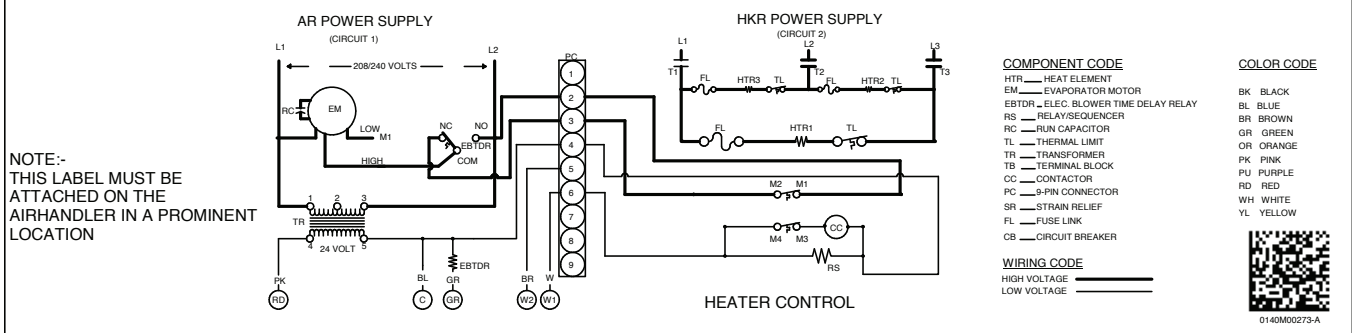 NOTE:-
THIS LABEL MUST BE
ATTACHED ON THE
AIRHANDLER IN A PROMINENT
LOCATION
AR POWER SUPPLY
(CIRCUIT 1)
L1
L2
208/240 VOLTS
RC
EM
LOW
M1
HIGH
NC
NO
EBTDR
COM
1
2
3
TR
4
24 VOLT
5
PK
RD
BL
C
EBTDR
GR
GR
BR
W2
W
W1
PC
1
2
3
4
5
6
7
8
9
HKR POWER SUPPLY
(CIRCUIT 2)
L1
L2
L3
T1
T2
T3
FL
HTR3
TL
FL
HTR2
TL
FL
HTR1
TL
M2
M1
M4
M3
CC
RS
HEATER CONTROL
COMPONENT CODE
HTR HEAT ELEMENT
EM EVAPORATOR MOTOR
EBTDR ELEC. BLOWER TIME DELAY RELAY
RS RELAY/SEQUENCER
RC RUN CAPACITOR
TL THERMAL LIMIT
TR TRANSFORMER
TB TERMINAL BLOCK
CC CONTACTOR
PC 9-PIN CONNECTOR
SR STRAIN RELIEF
FL FUSE LINK
CB CIRCUIT BREAKER
WIRING CODE
HIGH VOLTAGE
LOW VOLTAGE
COLOR CODE
BK BLACK
BL BLUE
BR BROWN
GR GREEN
OR ORANGE
PK PINK
PU PURPLE
RD RED
WH WHITE
YL YELLOW
0140M00273-A